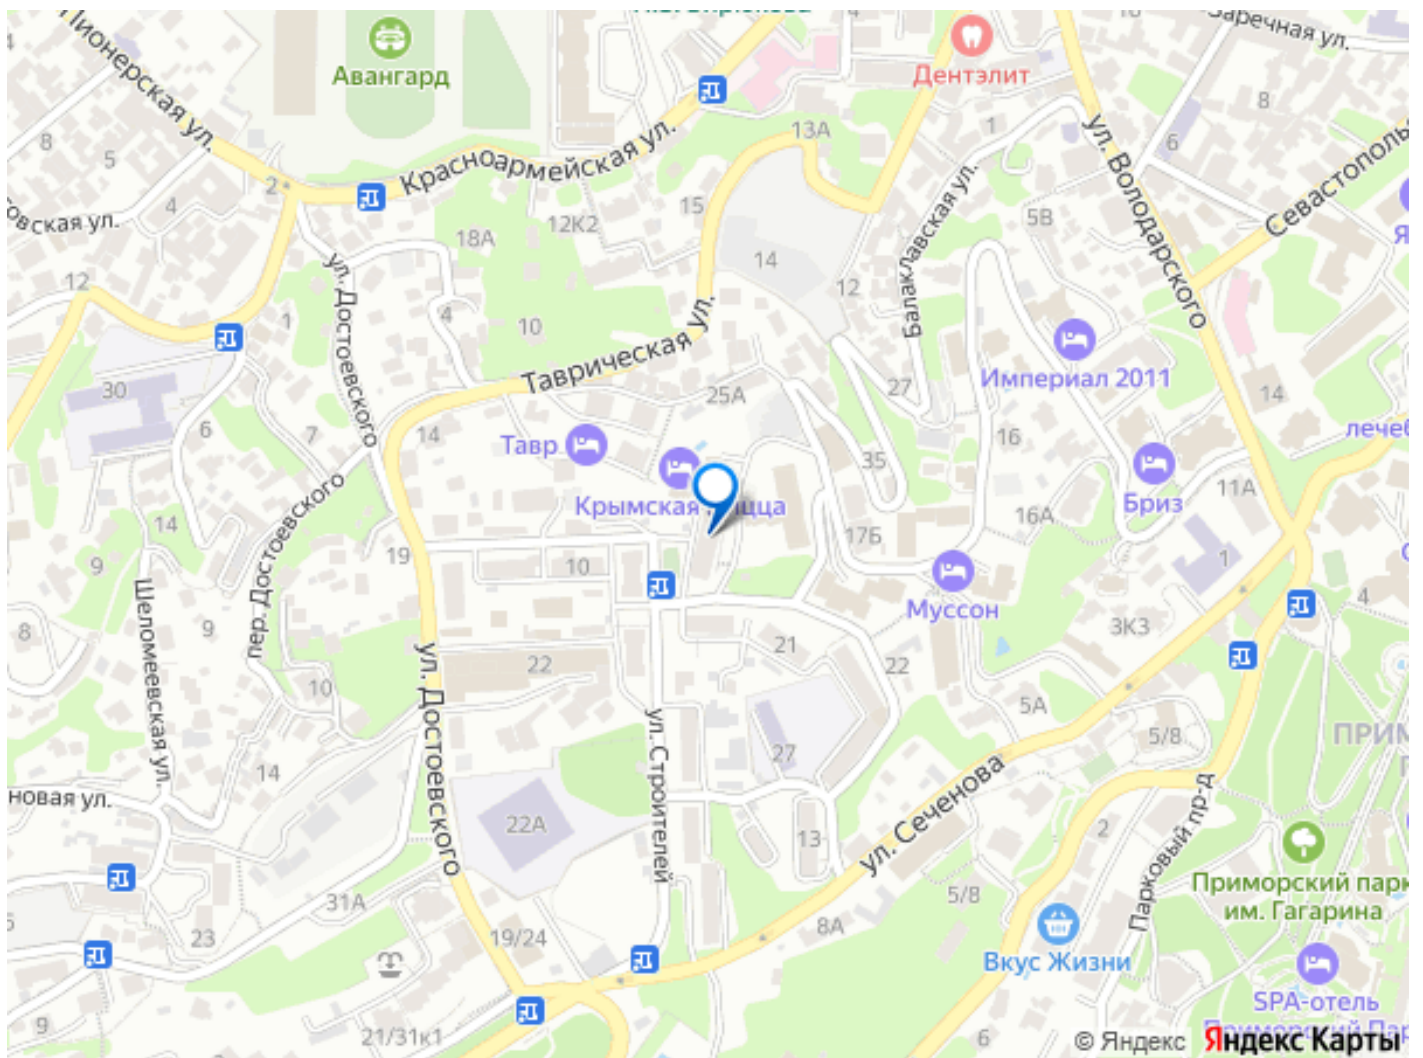 Пионерская ул.
Авангард
Дентэлит
Заречная ул.
8
5
4
2
Красноармейская ул.
13А
1
8
6
ул. Володарского
Севастополь
12К2
15
18А
14
12
5В
Балаклавская ул.
12
1
ул. Достоевского
4
10
Таврическая ул.
30
6
7
14
25А
27
Империал 2011
14
Тавр
16
35
Бриз
11А
лечеб
Крымская
14
9
19
10
17Б
16А
1
Муссон
пер. Достоевского
Шеломеевская ул.
8
9
10
22
21
22
3К3
4
ул. Достоевского
5А
5/8
ул. Строителей
27
14
новая ул.
22А
13
ул. Сеченова
2
Парковый пр-д
ПРИМ
31А
23
19/24
5/8
8А
Приморский парк
им. Гагарина
Вкус Жизни
SPA-отель
Приморский Пар
9
21/31к1
6
© Яндекс Яндекс Карты